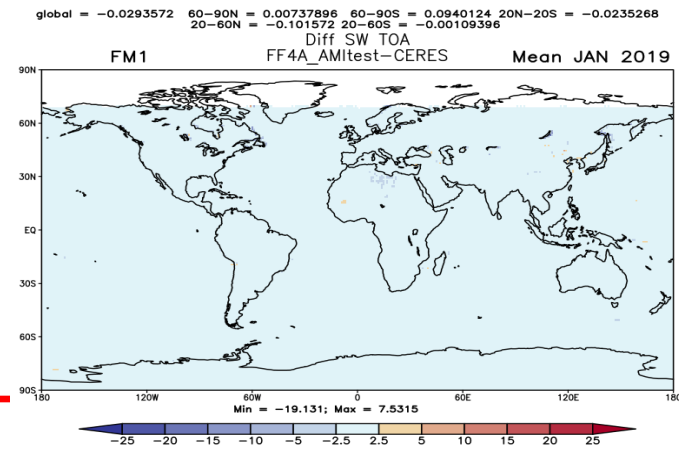 global = −0.0293572 60−90N = 0.00737896 60−90S = 0.0940124 20N−20S = −0.0235268
20−60N = −0.101572 20−60S = −0.00109396
Diff SW TOA
FM1 FF4A_AMItest−CERES Mean JAN 2019
90N
60N
30N
EQ
30S
60S
90S
180 120W 60W 0 60E 120E 180
Min = −19.131; Max = 7.5315
−25 −20 −15 −10 −5 −2.5 2.5 5 10 15 20 25